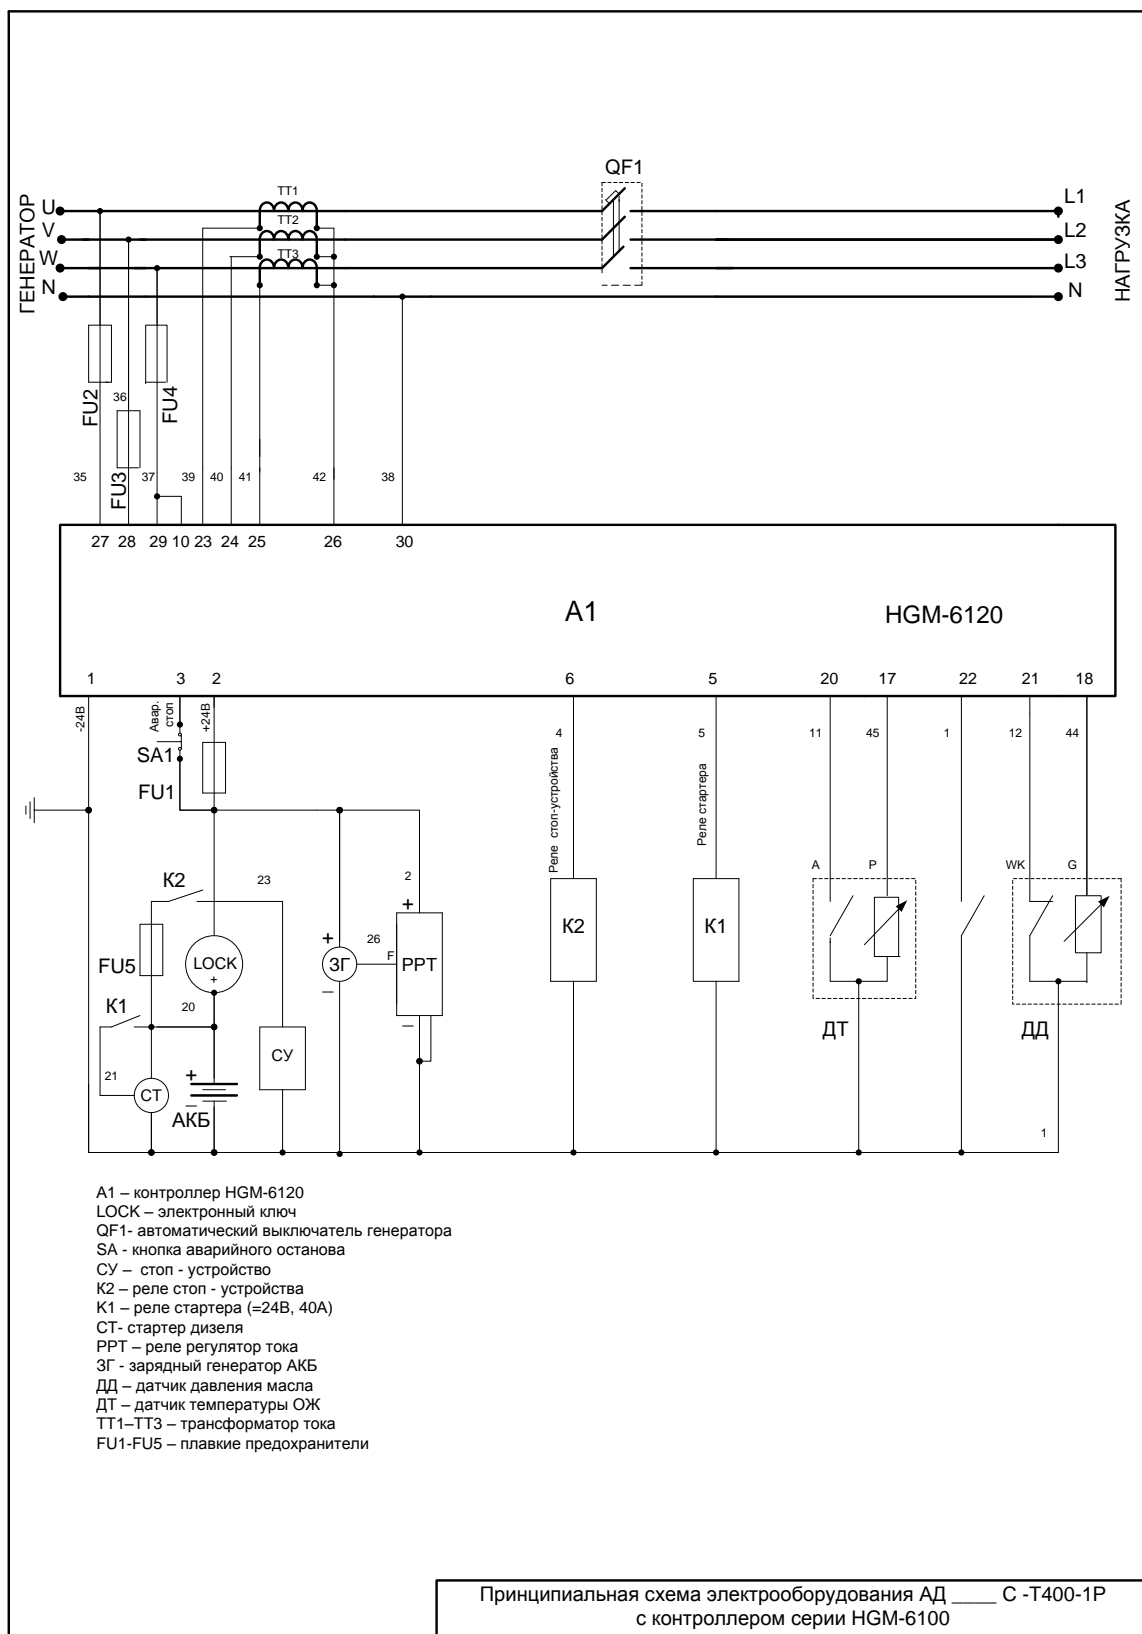 QF1
ГЕНЕРАТОР
НАГРУЗКА
U
TT1
L1
V
TT2
L2
W
TT3
L3
N
N
FU2
36
FU3
FU4
35
37
39
40
41
42
38
27 28 29 10 23 24 25 26 30
A1
HGM-6120
1 3 2 6 5 20 17 22 21 18
-24В
Авар.
стоп
+24В
4
5
11
45
1
12
44
SA1
FU1
Реле стоп-устройства
Реле стартера
К2
23
2
A
P
WK
G
+
К2
К1
FU5
LOCK
+
+
ЗГ
–
26
F
РРТ
–
К1
20
ДТ
ДД
21
СТ
+
–
АКБ
СУ
1
А1 – контроллер HGM-6120
LOCK – электронный ключ
QF1- автоматический выключатель генератора
SA - кнопка аварийного останова
СУ – стоп - устройство
К2 – реле стоп - устройства
К1 – реле стартера (=24В, 40А)
СТ- стартер дизеля
РРТ – реле регулятор тока
ЗГ - зарядный генератор АКБ
ДД – датчик давления масла
ДТ – датчик температуры ОЖ
ТТ1–ТТ3 – трансформатор тока
FU1-FU5 – плавкие предохранители
Принципиальная схема электрооборудования АД ____ С -Т400-1Р
с контроллером серии HGM-6100